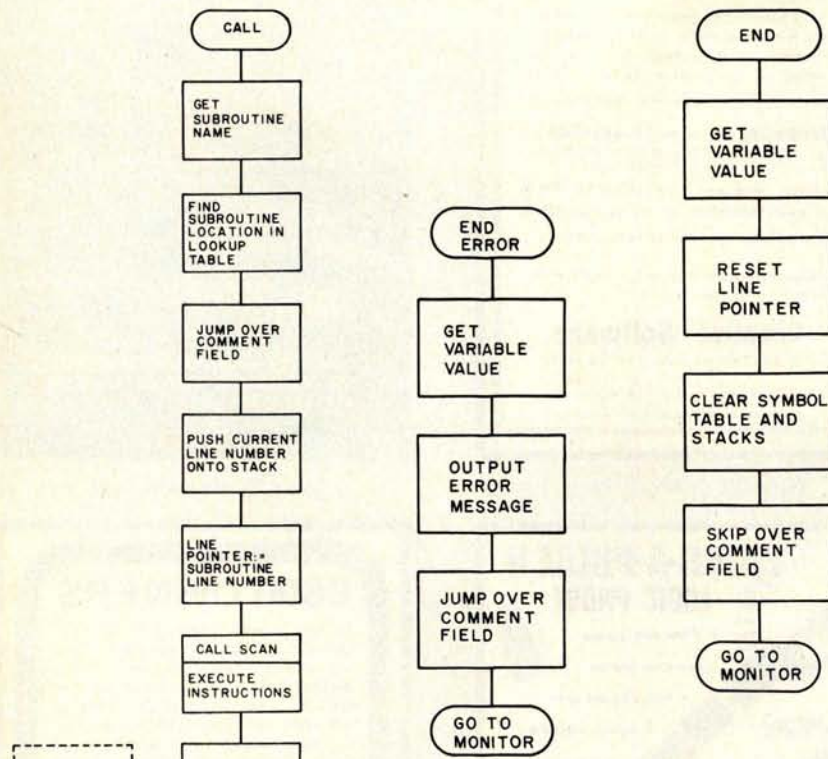 CALL
GET
SUBROUTINE
NAME
FIND
SUBROUTINE
LOCATION IN
LOOKUP
TABLE
JUMP OVER
COMMENT
FIELD
PUSH CURRENT
LINE NUMBER
ONTO STACK
LINE
POINTER:=
SUBROUTINE
LINE NUMBER
CALL SCAN
EXECUTE
INSTRUCTIONS
END
ERROR
GET
VARIABLE
VALUE
OUTPUT
ERROR
MESSAGE
JUMP OVER
COMMENT
FIELD
GO TO
MONITOR
END
GET
VARIABLE
VALUE
RESET
LINE
POINTER
CLEAR SYMBOL
TABLE AND
STACKS
SKIP OVER
COMMENT
FIELD
GO TO
MONITOR